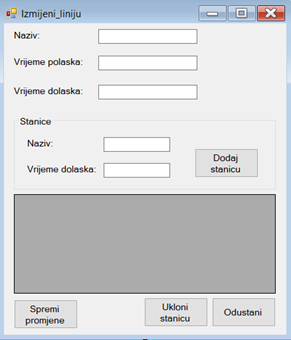 Izmijeni_liniju
Naziv:
Vrijeme polaska:
Vrijeme dolaska:
Stanice
Naziv:
Vrijeme dolaska:
Dodaj
stanicu
Spremi
promjene
Ukloni
stanicu
Odustani